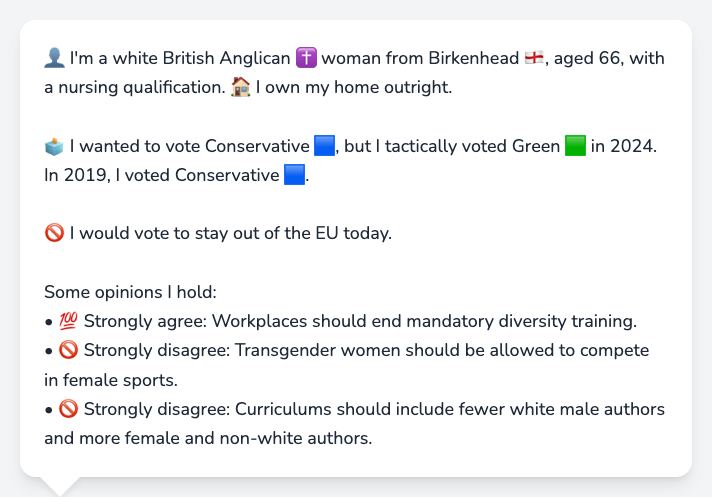 👤 I'm a white British Anglican ✝️ woman from Birkenhead 🏴󠁧󠁢󠁥󠁮󠁧󠁿, aged 66, with
a nursing qualification. 🏠 I own my home outright.
🗳️ I wanted to vote Conservative 🟦, but I tactically voted Green 🟩 in 2024.
In 2019, I voted Conservative 🟦.
🚫 I would vote to stay out of the EU today.
Some opinions I hold:
• 💯 Strongly agree: Workplaces should end mandatory diversity training.
• 🚫 Strongly disagree: Transgender women should be allowed to compete
in female sports.
• 🚫 Strongly disagree: Curriculums should include fewer white male authors
and more female and non-white authors.